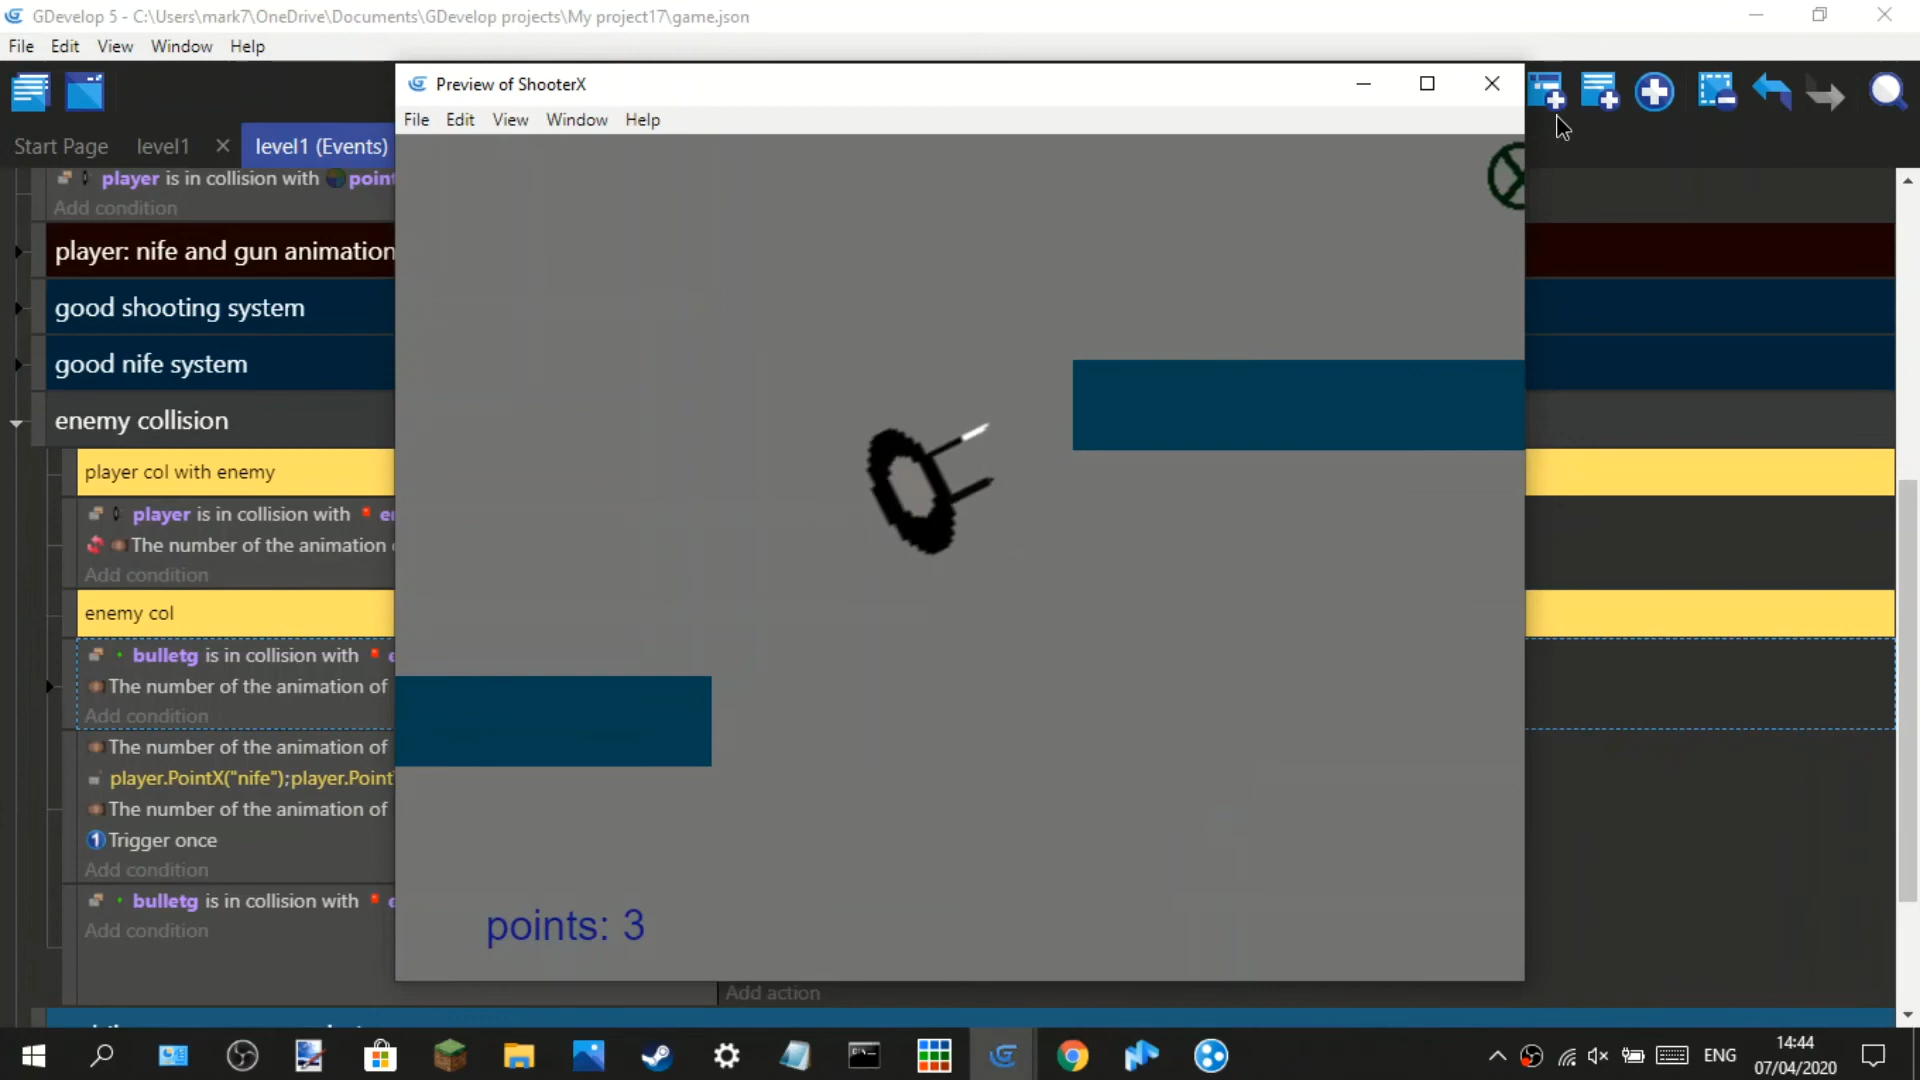 GDevelop 5 - C:\Users\mark7\OneDrive\Documents\GDevelop projects\My project17\game.json
File Edit View Window Help
Preview of ShooterX
File Edit View Window Help
Start Page level1 level1 (Events)
player is in collision with point
Add condition
player: nife and gun animation
good shooting system
good nife system
enemy collision
player col with enemy
player is in collision with e
The number of the animation
Add condition
enemy col
bulletg is in collision with
The number of the animation of
Add condition
The number of the animation of
player.PointX("nife");player.Point
The number of the animation of
Trigger once
Add condition
bulletg is in collision with
Add condition
points: 3
Add action
ENG
14:44
07/04/2020